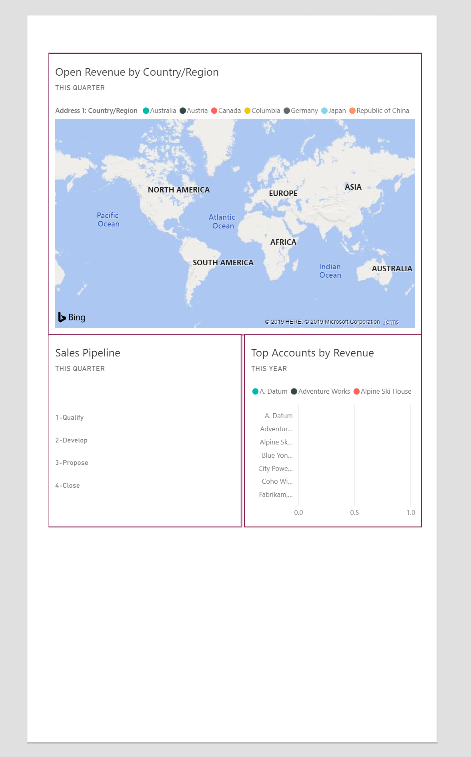 Open Revenue by Country/Region
THIS QUARTER
Address 1: Country/Region Australia Austria Canada Columbia Germany Japan Republic of China
NORTH AMERICA
EUROPE
ASIA
Pacific
Ocean
Atlantic
Ocean
AFRICA
SOUTH AMERICA
Indian
Ocean
AUSTRALIA
Bing
© 2019 HERE, © 2019 Microsoft Corporation Terms
Sales Pipeline
THIS QUARTER
1-Qualify
2-Develop
3-Propose
4-Close
Top Accounts by Revenue
THIS YEAR
A. Datum Adventure Works Alpine Ski House
A. Datum
Adventur...
Alpine Sk...
Blue Yon...
City Powe...
Coho Wi...
Fabrikam,...
0.0 0.5 1.0